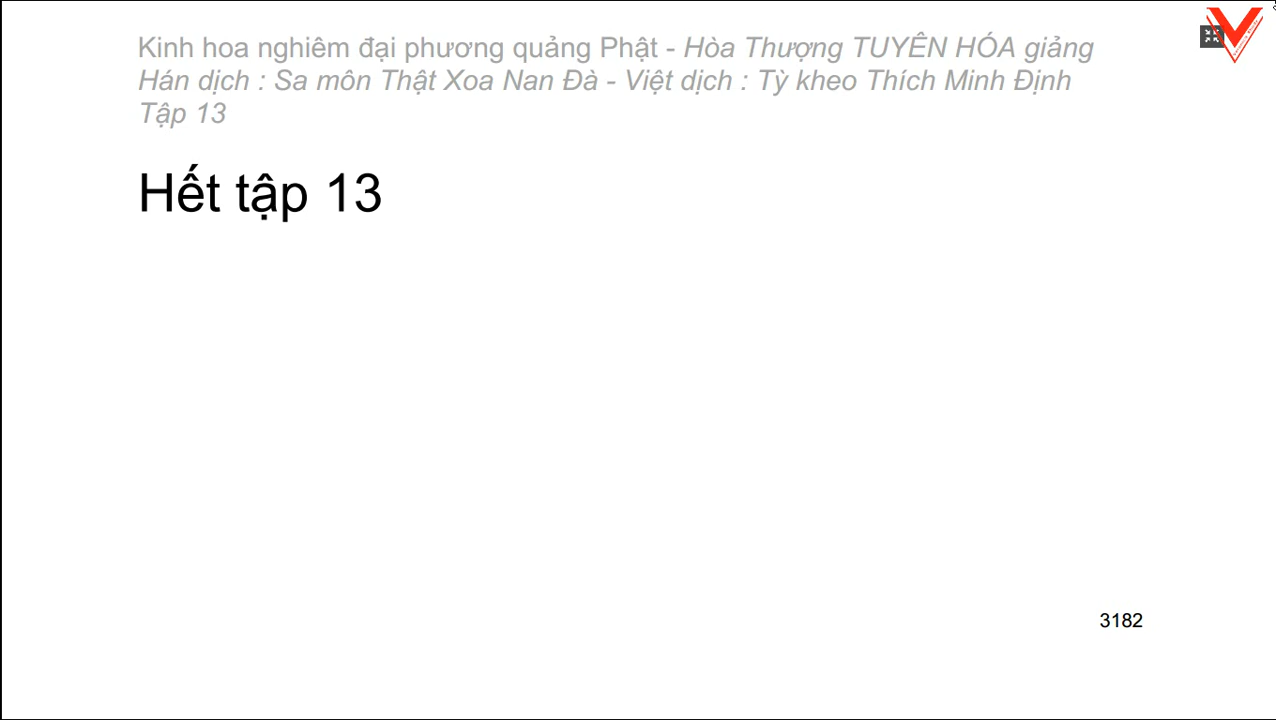 Kinh hoa nghiêm đại phương quảng Phật - Hòa Thượng TUYÊN HÓA giảng
Hán dịch : Sa môn Thật Xoa Nan Đà - Việt dịch : Tỳ kheo Thích Minh Định
Tập 13
Hết tập 13
3182